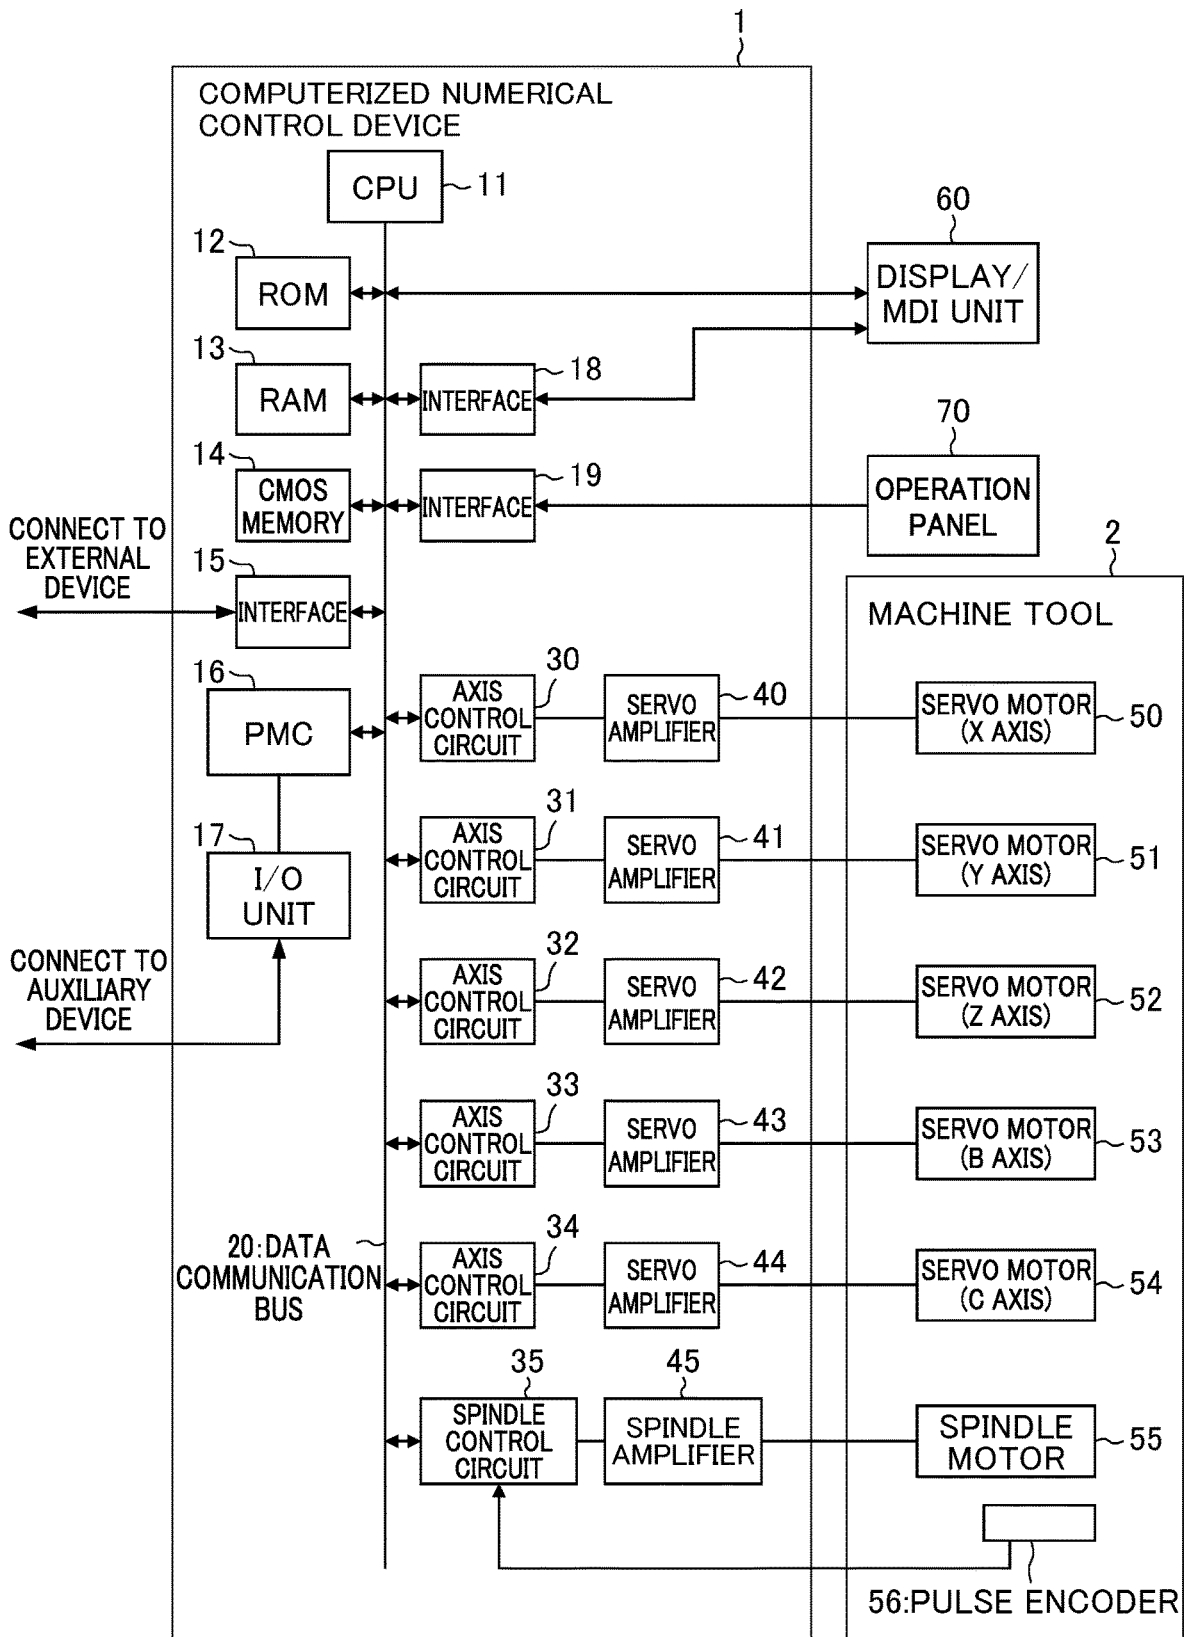 1
COMPUTERIZED NUMERICAL
CONTROL DEVICE
CPU
11
12
ROM
60
DISPLAY/
MDI UNIT
13
RAM
18
INTERFACE
14
CMOS
MEMORY
19
INTERFACE
70
OPERATION
PANEL
CONNECT TO
EXTERNAL
DEVICE
15
INTERFACE
2
MACHINE TOOL
16
PMC
30
AXIS
CONTROL
CIRCUIT
SERVO
AMPLIFIER
40
SERVO MOTOR
(X AXIS)
50
17
I/O
UNIT
31
AXIS
CONTROL
CIRCUIT
SERVO
AMPLIFIER
41
SERVO MOTOR
(Y AXIS)
51
CONNECT TO
AUXILIARY
DEVICE
32
AXIS
CONTROL
CIRCUIT
SERVO
AMPLIFIER
42
SERVO MOTOR
(Z AXIS)
52
33
AXIS
CONTROL
CIRCUIT
SERVO
AMPLIFIER
43
SERVO MOTOR
(B AXIS)
53
20:DATA
COMMUNICATION
BUS
34
AXIS
CONTROL
CIRCUIT
SERVO
AMPLIFIER
44
SERVO MOTOR
(C AXIS)
54
35
SPINDLE
CONTROL
CIRCUIT
45
SPINDLE
AMPLIFIER
SPINDLE
MOTOR
55
56:PULSE ENCODER